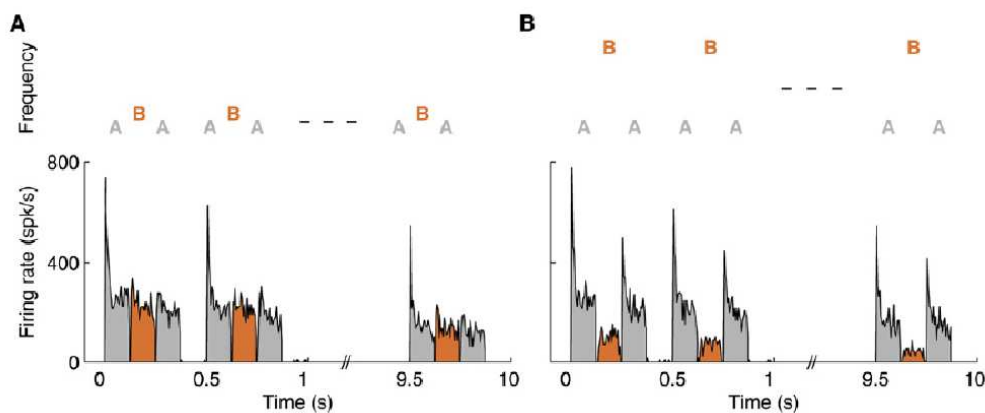 A
B
Frequency
B B B
A A A A A A
B B B
A A A A A A
Firing rate (spk/s)
800
400
0
0 0.5 1 9.5 10
Time (s)
0 0.5 1 9.5 10
Time (s)